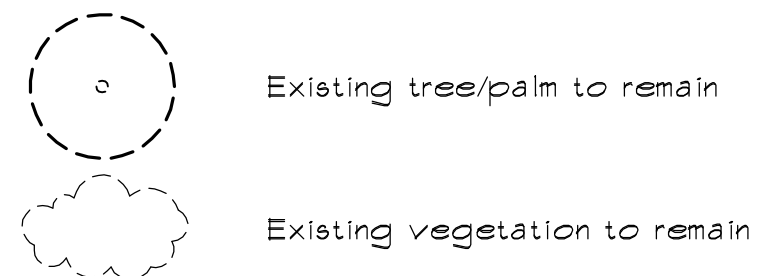 Existing tree/palm to remain
Existing vegetation to remain